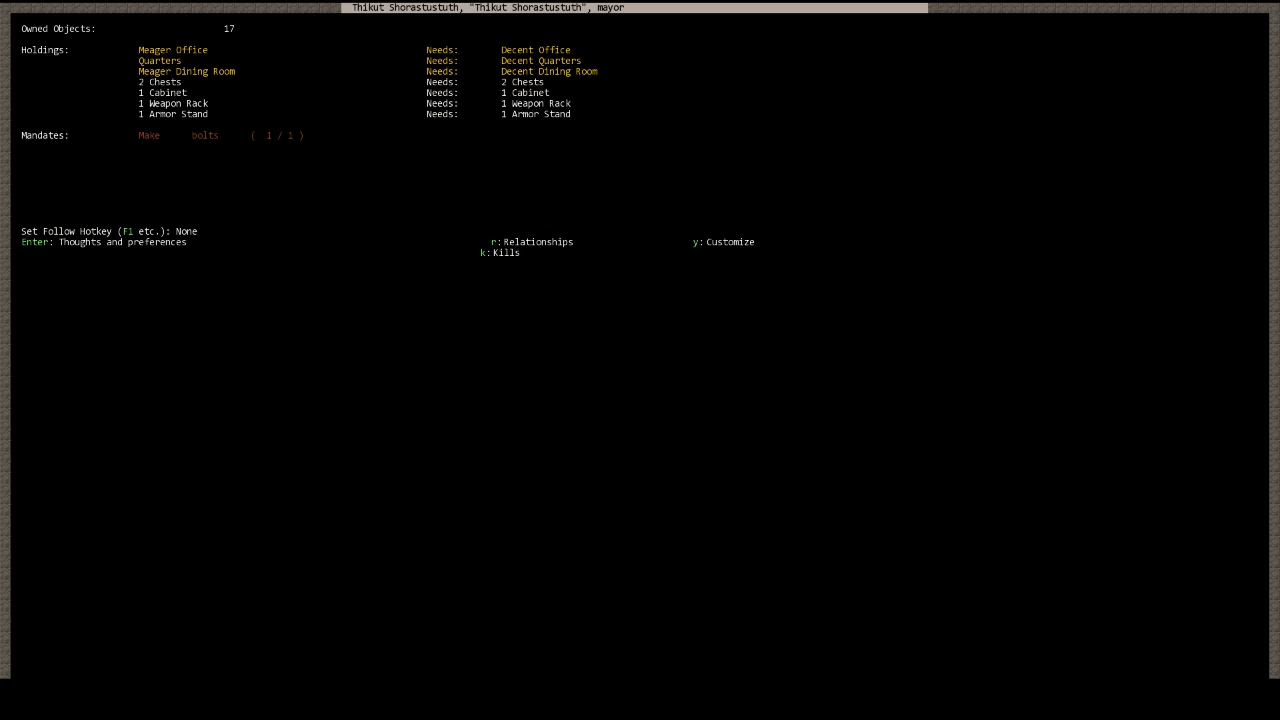 Thikut Shorastustuth, "Thikut Shorastustuth", mayor
Owned Objects: 17
Holdings: Meager Office Needs: Decent Office
Quarters Needs: Decent Quarters
Meager Dining Room Needs: Decent Dining Room
2 Chests Needs: 2 Chests
1 Cabinet Needs: 1 Cabinet
1 Weapon Rack Needs: 1 Weapon Rack
1 Armor Stand Needs: 1 Armor Stand
Mandates: Make bolts ( 1 / 1 )
Set Follow Hotkey (F1 etc.): None
Enter: Thoughts and preferences r: Relationships y: Customize
k: Kills